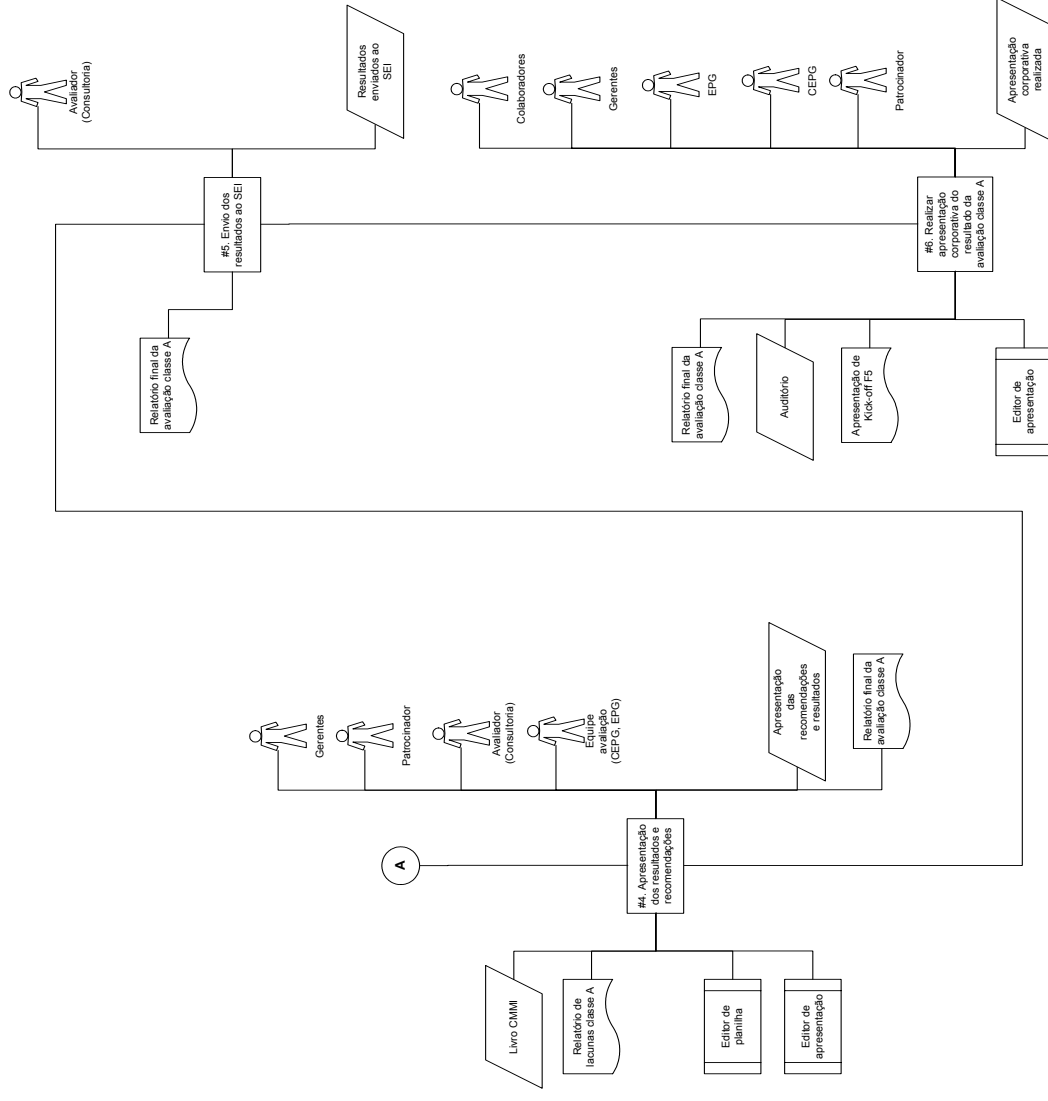 A
Livro CMMI
Relatório de
lacunas classe A
Editor de
planilha
Editor de
apresentação
#4. Apresentação
dos resultados e
recomendações
Gerentes
Patrocinador
Avaliador
(Consultoria)
Equipe
avaliação
(CEPG, EPG)
Apresentação
das
recomendações
e resultados
Relatório final da
avaliação classe A
Relatório final da
avaliação classe A
#5. Envio dos
resultados ao SEI
Avaliador
(Consultoria)
Resultados
enviados ao
SEI
Relatório final da
avaliação classe A
Auditório
Apresentação de
Kick-off F5
Editor de
apresentação
#6. Realizar
apresentação
corporativa do
resultado da
avaliação classe A
Colaboradores
Gerentes
EPG
CEPG
Patrocinador
Apresentação
corporativa
realizada